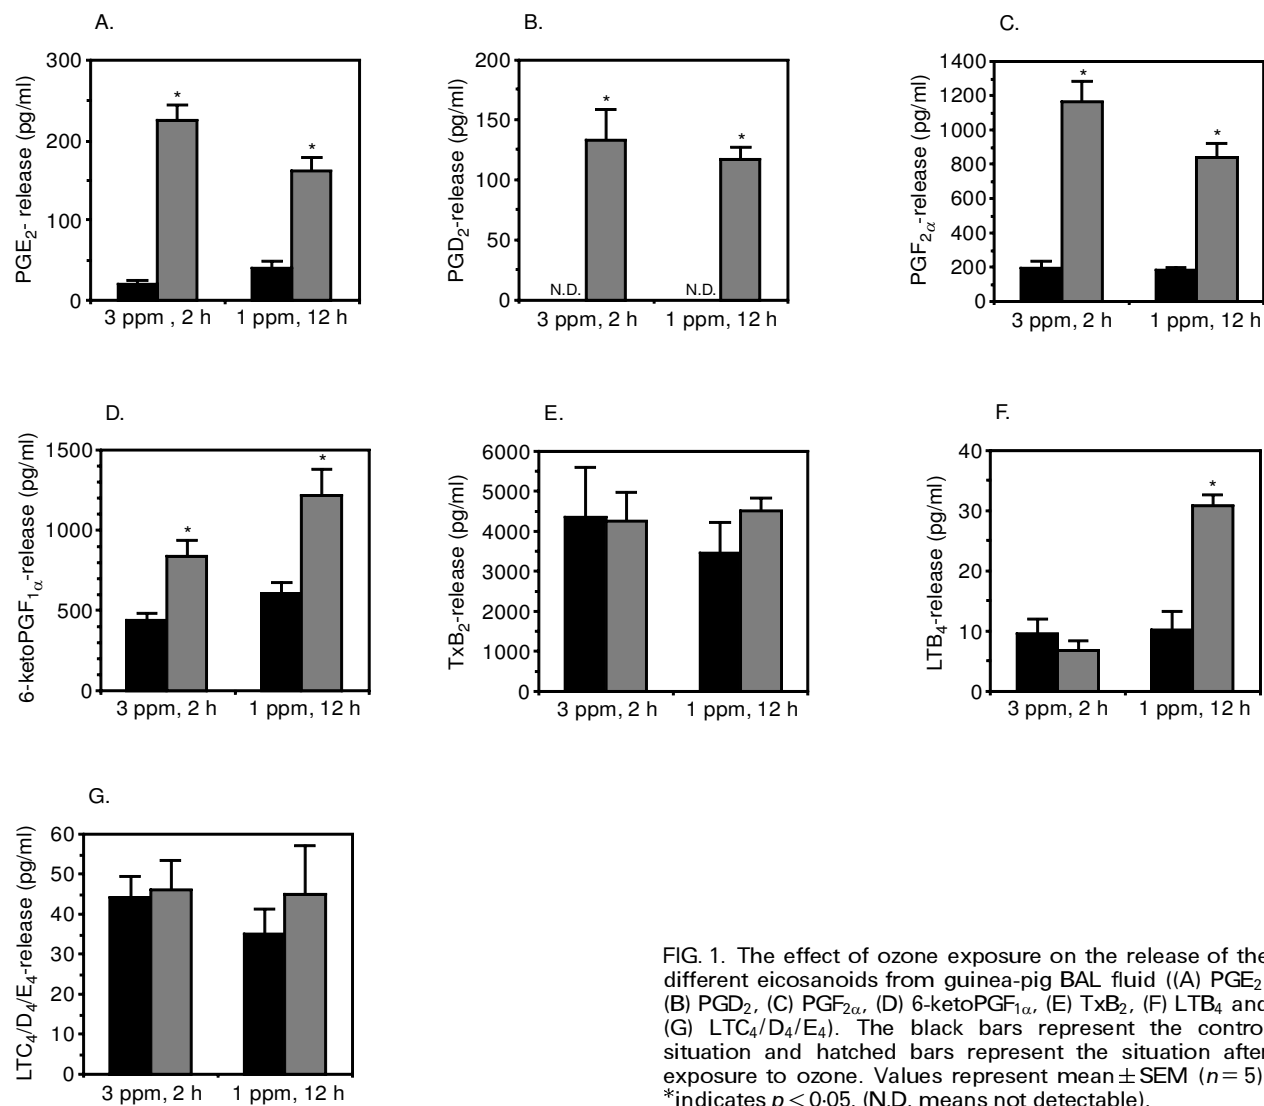 A.
PGE2- release (pg/ml)
300
200
100
0
*
*
3 ppm , 2 h
1 ppm, 12 h
B.
PGD2-release (pg/ml)
200
150
100
50
0
*
*
N.D.
N.D.
3 ppm, 2 h
1 ppm, 12 h
C.
PGF2α-release (pg/ml)
1400
1200
1000
800
600
400
200
0
*
*
3 ppm, 2 h
1 ppm, 12 h
D.
6-ketoPGF1α-release (pg/ml)
1500
1000
500
0
*
*
3 ppm, 2 h
1 ppm, 12 h
E.
TxB2-release (pg/ml)
6000
5000
4000
3000
2000
1000
0
3 ppm, 2 h
1 ppm, 12 h
F.
LTB4-release (pg/ml)
40
30
20
10
0
*
3 ppm, 2 h
1 ppm, 12 h
G.
LTC4/D4/E4-release (pg/ml)
60
50
40
30
20
10
0
3 ppm, 2 h
1 ppm, 12 h
FIG. 1. The effect of ozone exposure on the release of the
different eicosanoids from guinea-pig BAL fluid ((A) PGE2
(B) PGD2, (C) PGF2α, (D) 6-ketoPGF1α, (E) TxB2, (F) LTB4 and
(G) LTC4/D4/E4). The black bars represent the contro
situation and hatched bars represent the situation after
exposure to ozone. Values represent mean ± SEM (n = 5)
*indicates p < 0·05. (N.D. means not detectable).